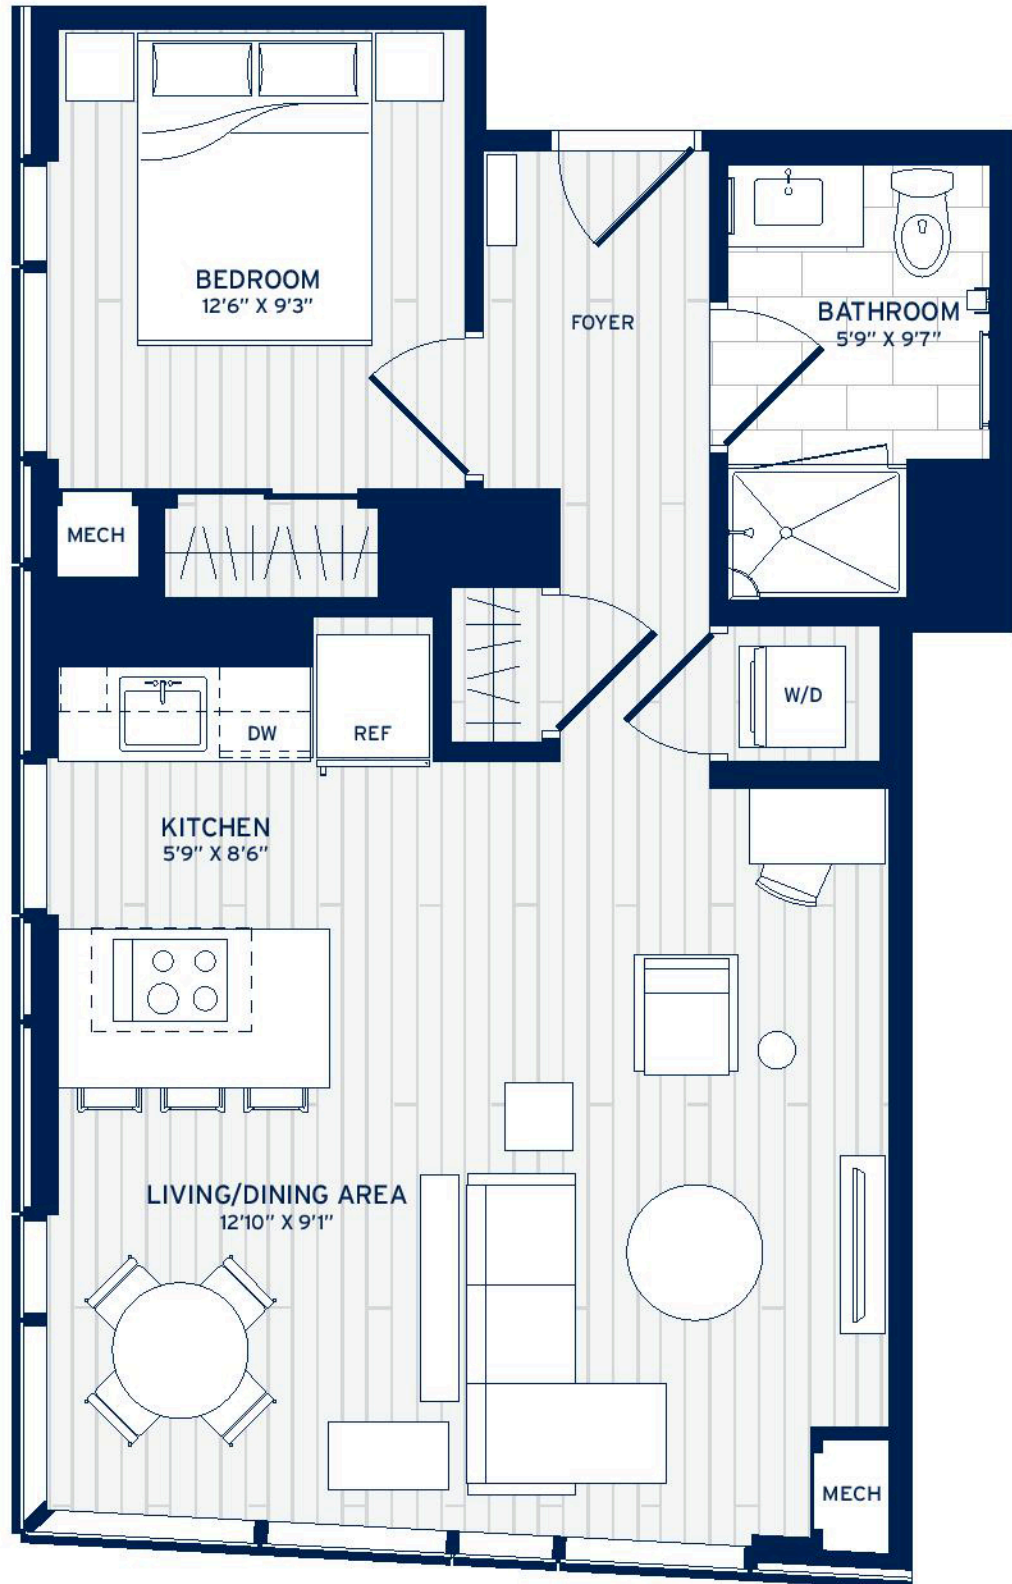 BEDROOM
12'6" X 9'3"
FOYER
BATHROOM
5'9" X 9'7"
MECH
W/D
DW
REF
KITCHEN
5'9" X 8'6"
LIVING/DINING AREA
12'10" X 9'1"
MECH